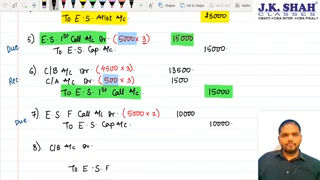 To E.S. Allot A/c 25000
J.K. SHAH
CLASSES
5) E.S. 1st Call A/c Dr. (5000×3) 15000
Due
To E.S. Cap A/c 15000
6) C/B A/c Dr. (4500×3) 13500
Rec. C/A A/c Dr. (500×3) 1500
To E.S. 1st Call A/c 15000
7) E.S. F Call A/c Dr. (5000×2) 10000
Due
To E.S. Cap A/c 10000
8) C/B A/c Dr
To E.S.F